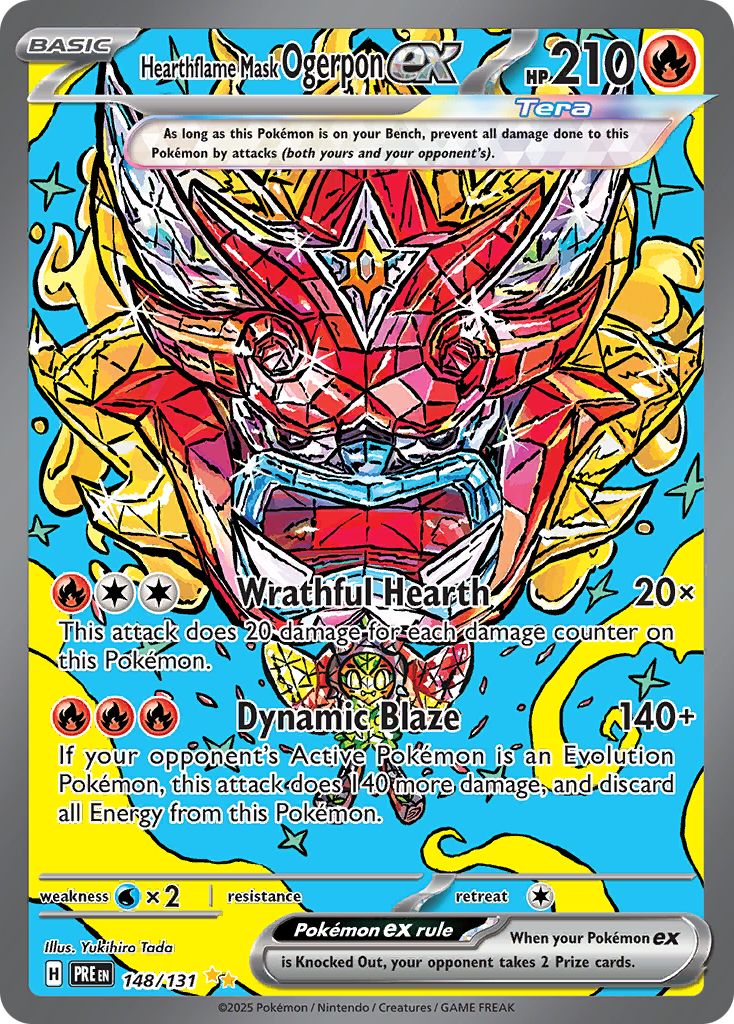 BASIC
Hearthflame Mask Ogerpon ex HP 210
Tera
As long as this Pokémon is on your Bench, prevent all damage done to this
Pokémon by attacks (both yours and your opponent's).
Wrathful Hearth 20×
This attack does 20 damage for each damage counter on
this Pokémon.
Dynamic Blaze 140+
If your opponent's Active Pokémon is an Evolution
Pokémon, this attack does 140 more damage, and discard
all Energy from this Pokémon.
weakness ×2 resistance retreat
Illus. Yukihiro Tada
Pokémon ex rule When your Pokémon ex
is Knocked Out, your opponent takes 2 Prize cards.
H PRE EN 148/131
©2025 Pokémon / Nintendo / Creatures / GAME FREAK